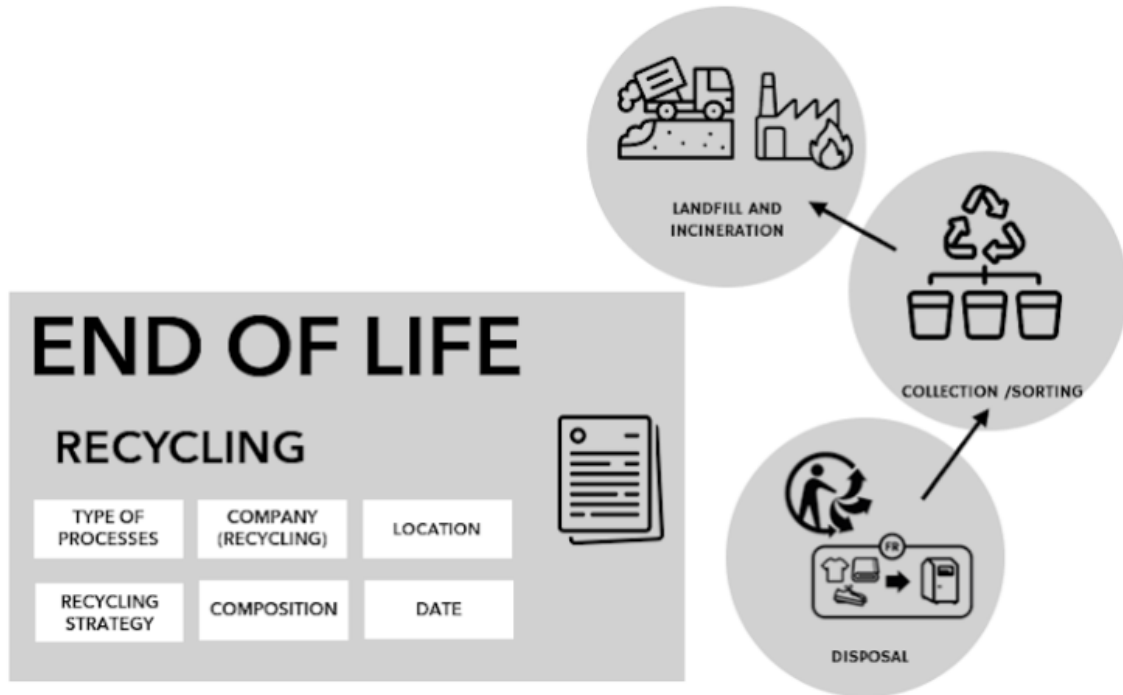 LANDFILL AND
INCINERATION
COLLECTION /SORTING
END OF LIFE
RECYCLING
TYPE OF
PROCESSES
COMPANY
(RECYCLING)
LOCATION
RECYCLING
STRATEGY
COMPOSITION
DATE
FR
DISPOSAL